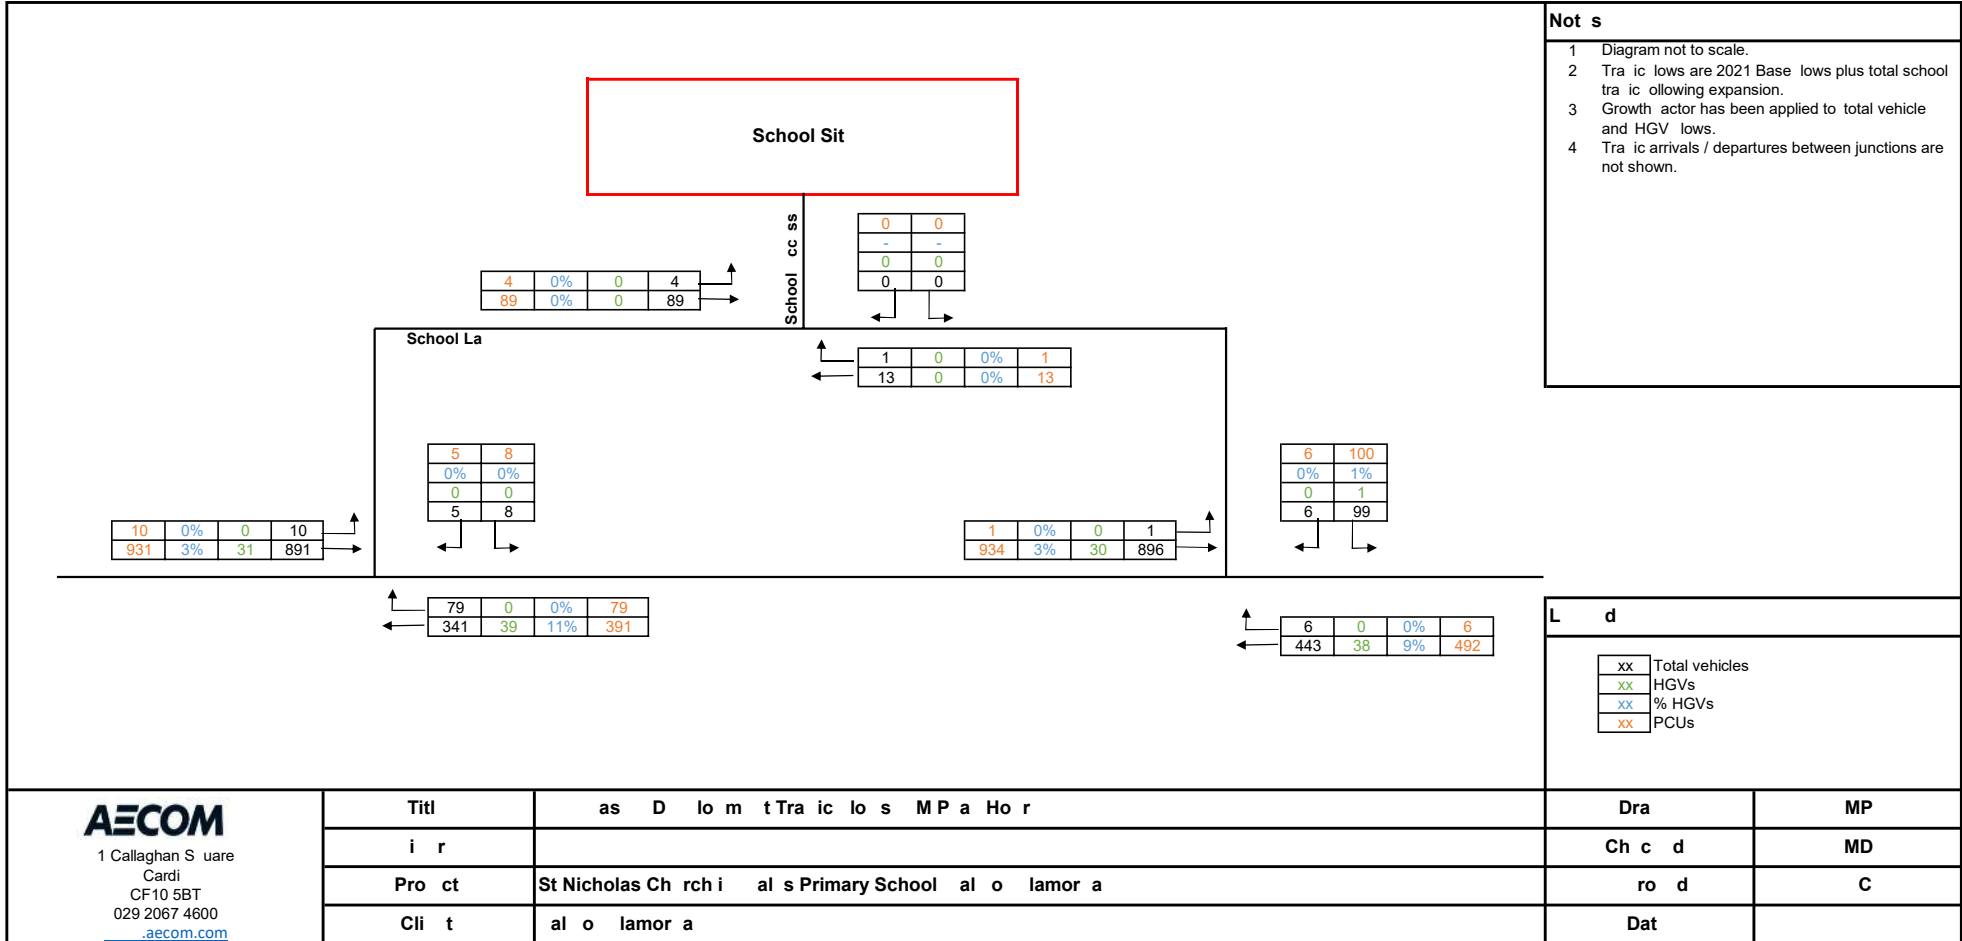 Not s
1 Diagram not to scale.
2 Tra ic lows are 2021 Base lows plus total school
tra ic ollowing expansion.
3 Growth actor has been applied to total vehicle
and HGV lows.
4 Tra ic arrivals / departures between junctions are
not shown.
School Sit
School cc ss
0 0
- -
0 0
0 0
4 0% 0 4
89 0% 0 89
School La
1 0 0% 1
13 0 0% 13
5 8
0% 0%
0 0
5 8
6 100
0% 1%
0 1
6 99
10 0% 0 10
931 3% 31 891
1 0% 0 1
934 3% 30 896
79 0 0% 79
341 39 11% 391
6 0 0% 6
443 38 9% 492
L d
xx Total vehicles
xx HGVs
xx % HGVs
xx PCUs
AECOM
1 Callaghan S uare
Cardi
CF10 5BT
029 2067 4600
.aecom.com
Titl as D lo m t Tra ic lo s M P a Ho r
i r
Pro ct St Nicholas Ch rch i al s Primary School al o lamor a
Cli t al o lamor a
Dra MP
Ch c d MD
ro d C
Dat